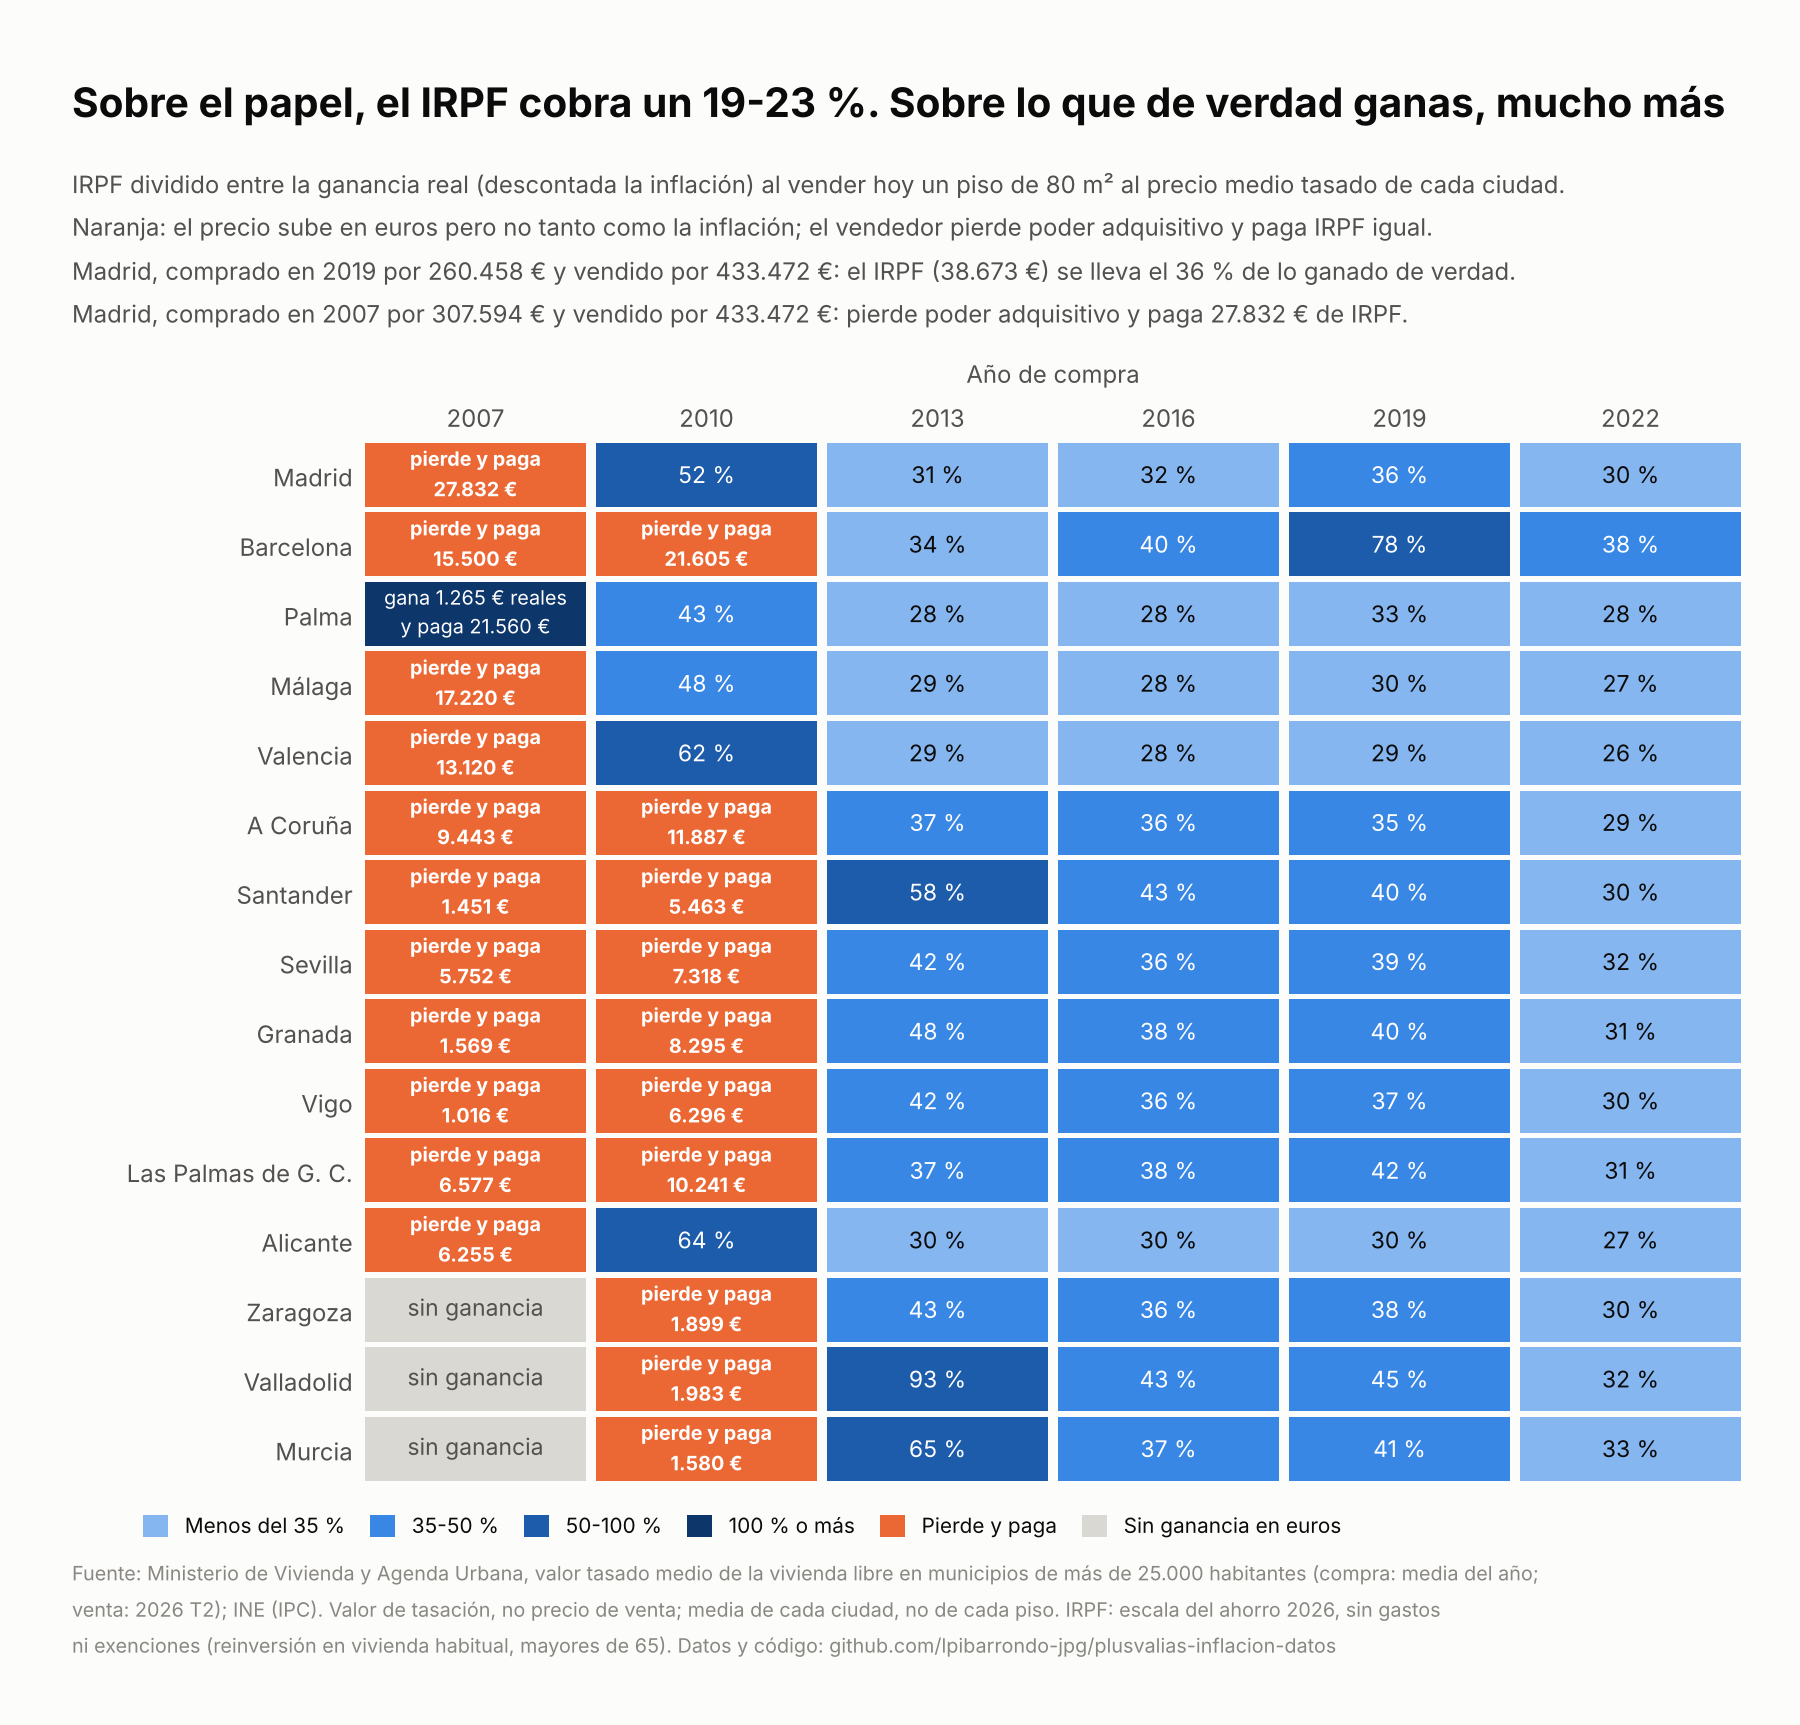 Sobre el papel, el IRPF cobra un 19-23 %. Sobre lo que de verdad ganas, mucho más
IRPF dividido entre la ganancia real (descontada la inflación) al vender hoy un piso de 80 m² al precio medio tasado de cada ciudad.
Naranja: el precio sube en euros pero no tanto como la inflación; el vendedor pierde poder adquisitivo y paga IRPF igual.
Madrid, comprado en 2019 por 260.458 € y vendido por 433.472 €: el IRPF (38.673 €) se lleva el 36 % de lo ganado de verdad.
Madrid, comprado en 2007 por 307.594 € y vendido por 433.472 €: pierde poder adquisitivo y paga 27.832 € de IRPF.
Año de compra
2007 2010 2013 2016 2019 2022
Madrid pierde y paga 27.832 € 52 % 31 % 32 % 36 % 30 %
Barcelona pierde y paga 15.500 € pierde y paga 21.605 € 34 % 40 % 78 % 38 %
Palma gana 1.265 € reales y paga 21.560 € 43 % 28 % 28 % 33 % 28 %
Málaga pierde y paga 17.220 € 48 % 29 % 28 % 30 % 27 %
Valencia pierde y paga 13.120 € 62 % 29 % 28 % 29 % 26 %
A Coruña pierde y paga 9.443 € pierde y paga 11.887 € 37 % 36 % 35 % 29 %
Santander pierde y paga 1.451 € pierde y paga 5.463 € 58 % 43 % 40 % 30 %
Sevilla pierde y paga 5.752 € pierde y paga 7.318 € 42 % 36 % 39 % 32 %
Granada pierde y paga 1.569 € pierde y paga 8.295 € 48 % 38 % 40 % 31 %
Vigo pierde y paga 1.016 € pierde y paga 6.296 € 42 % 36 % 37 % 30 %
Las Palmas de G. C. pierde y paga 6.577 € pierde y paga 10.241 € 37 % 38 % 42 % 31 %
Alicante pierde y paga 6.255 € 64 % 30 % 30 % 30 % 27 %
Zaragoza sin ganancia pierde y paga 1.899 € 43 % 36 % 38 % 30 %
Valladolid sin ganancia pierde y paga 1.983 € 93 % 43 % 45 % 32 %
Murcia sin ganancia pierde y paga 1.580 € 65 % 37 % 41 % 33 %
Menos del 35 % 35-50 % 50-100 % 100 % o más Pierde y paga Sin ganancia en euros
Fuente: Ministerio de Vivienda y Agenda Urbana, valor tasado medio de la vivienda libre en municipios de más de 25.000 habitantes (compra: media del año;
venta: 2026 T2); INE (IPC). Valor de tasación, no precio de venta; media de cada ciudad, no de cada piso. IRPF: escala del ahorro 2026, sin gastos
ni exenciones (reinversión en vivienda habitual, mayores de 65). Datos y código: github.com/lpibarrondo-jpg/plusvalias-inflacion-datos